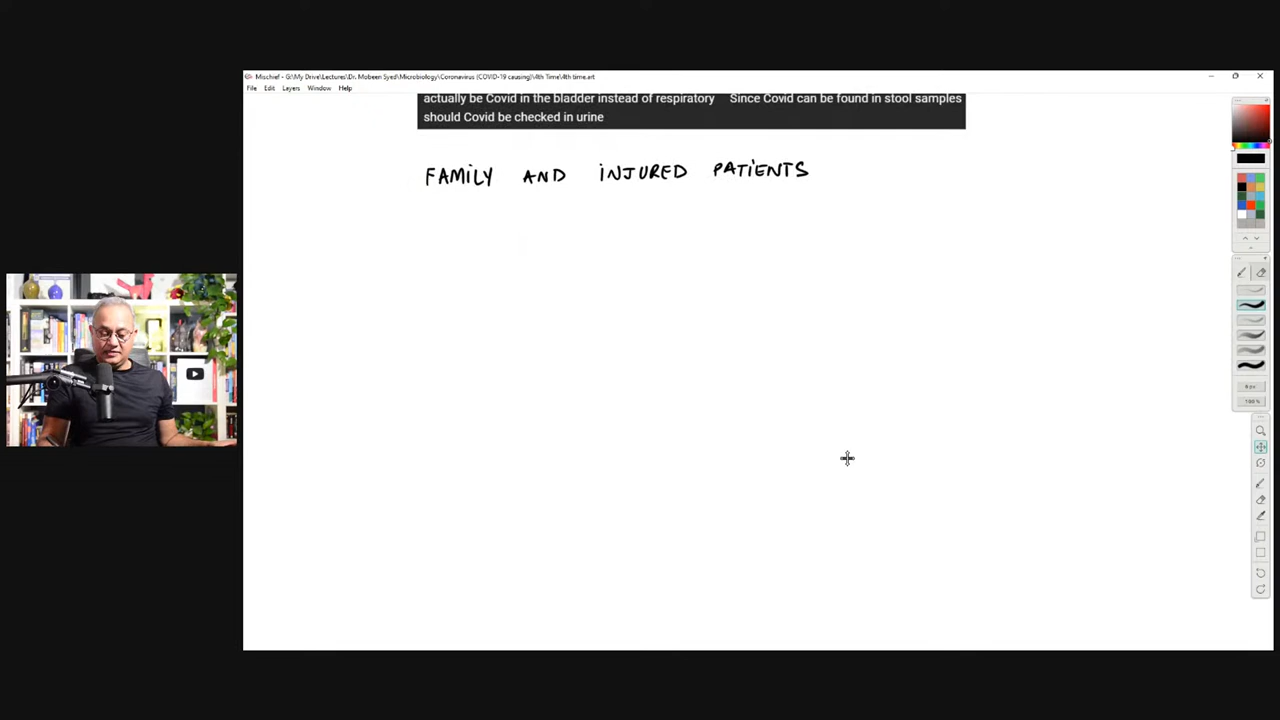 Mischief - G:\My Drive\Lectures\Dr. Mobeen Syed\Microbiology\Coronavirus (COVID-19 causing)\4th Time\4th time.art
File Edit Layers Window Help
actually be Covid in the bladder instead of respiratory Since Covid can be found in stool samples
should Covid be checked in urine
FAMILY AND INJURED PATIENTS
100 %